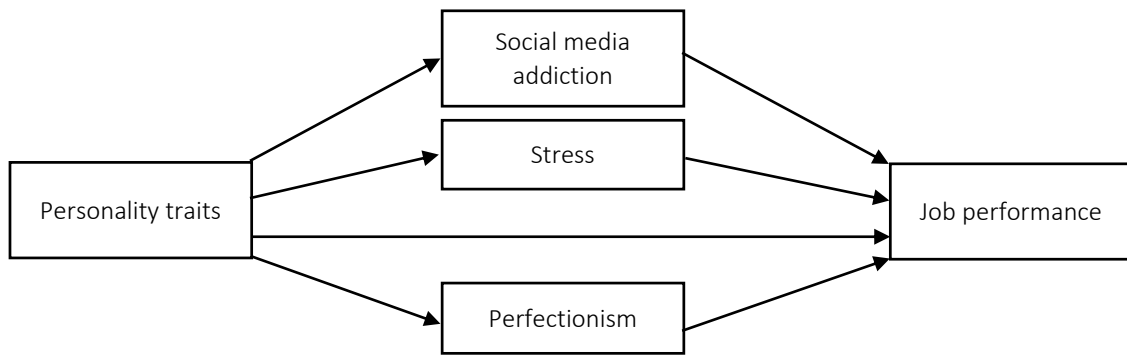 Social media
addiction
Stress
Personality traits
Job performance
Perfectionism